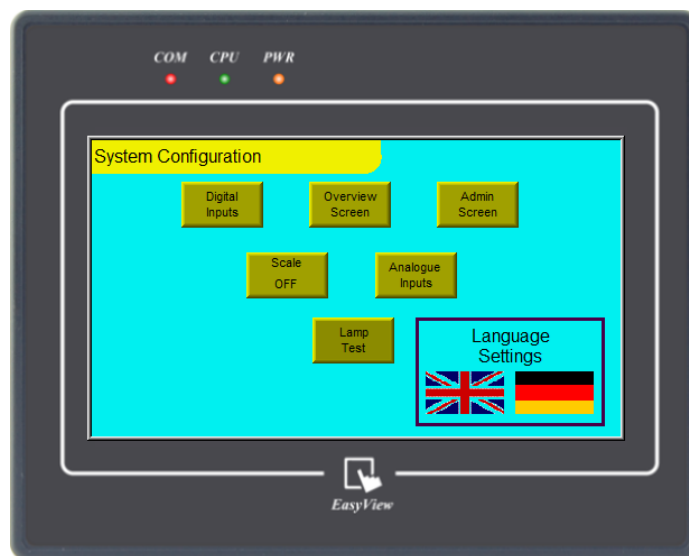 COM CPU PWR
System Configuration
Digital
Inputs
Overview
Screen
Admin
Screen
Scale
OFF
Analogue
Inputs
Lamp
Test
Language
Settings
EasyView